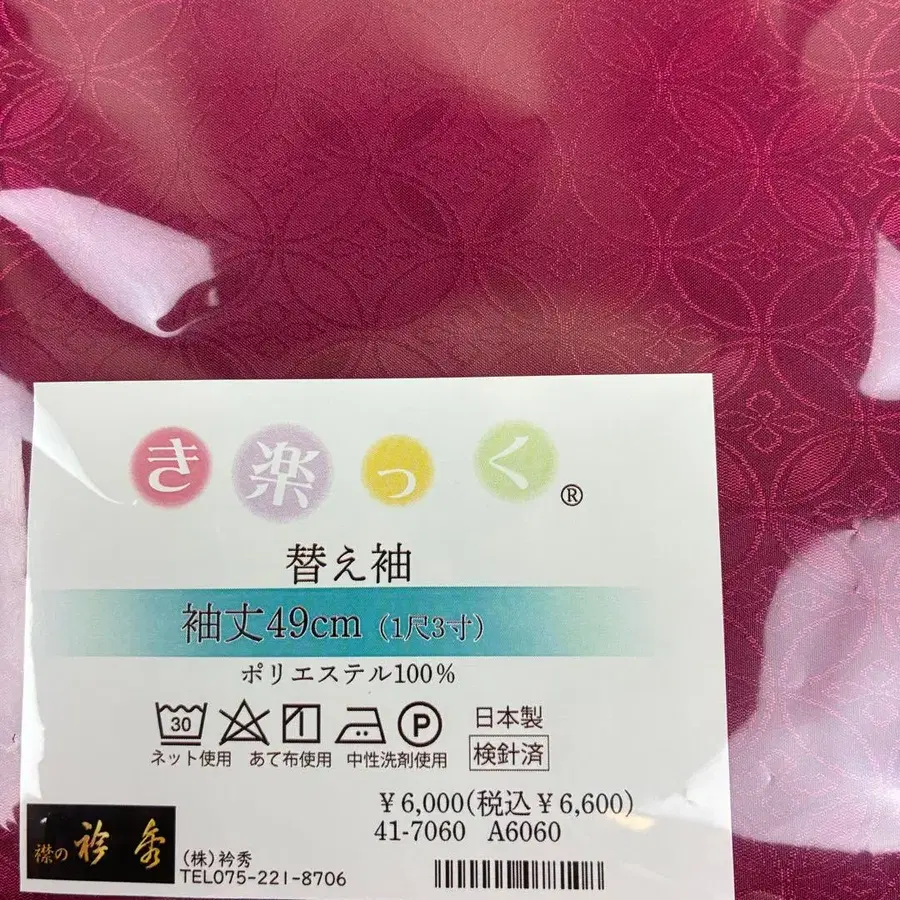 き楽っく®
替え袖
袖丈49cm（1尺3寸）
ポリエステル100%
30 P
ネット使用 あて布使用 中性洗剤使用
日本製
検針済
￥6,000(税込￥6,600)
41-7060 A6060
襟の 衿秀
(株)衿秀
TEL075-221-8706